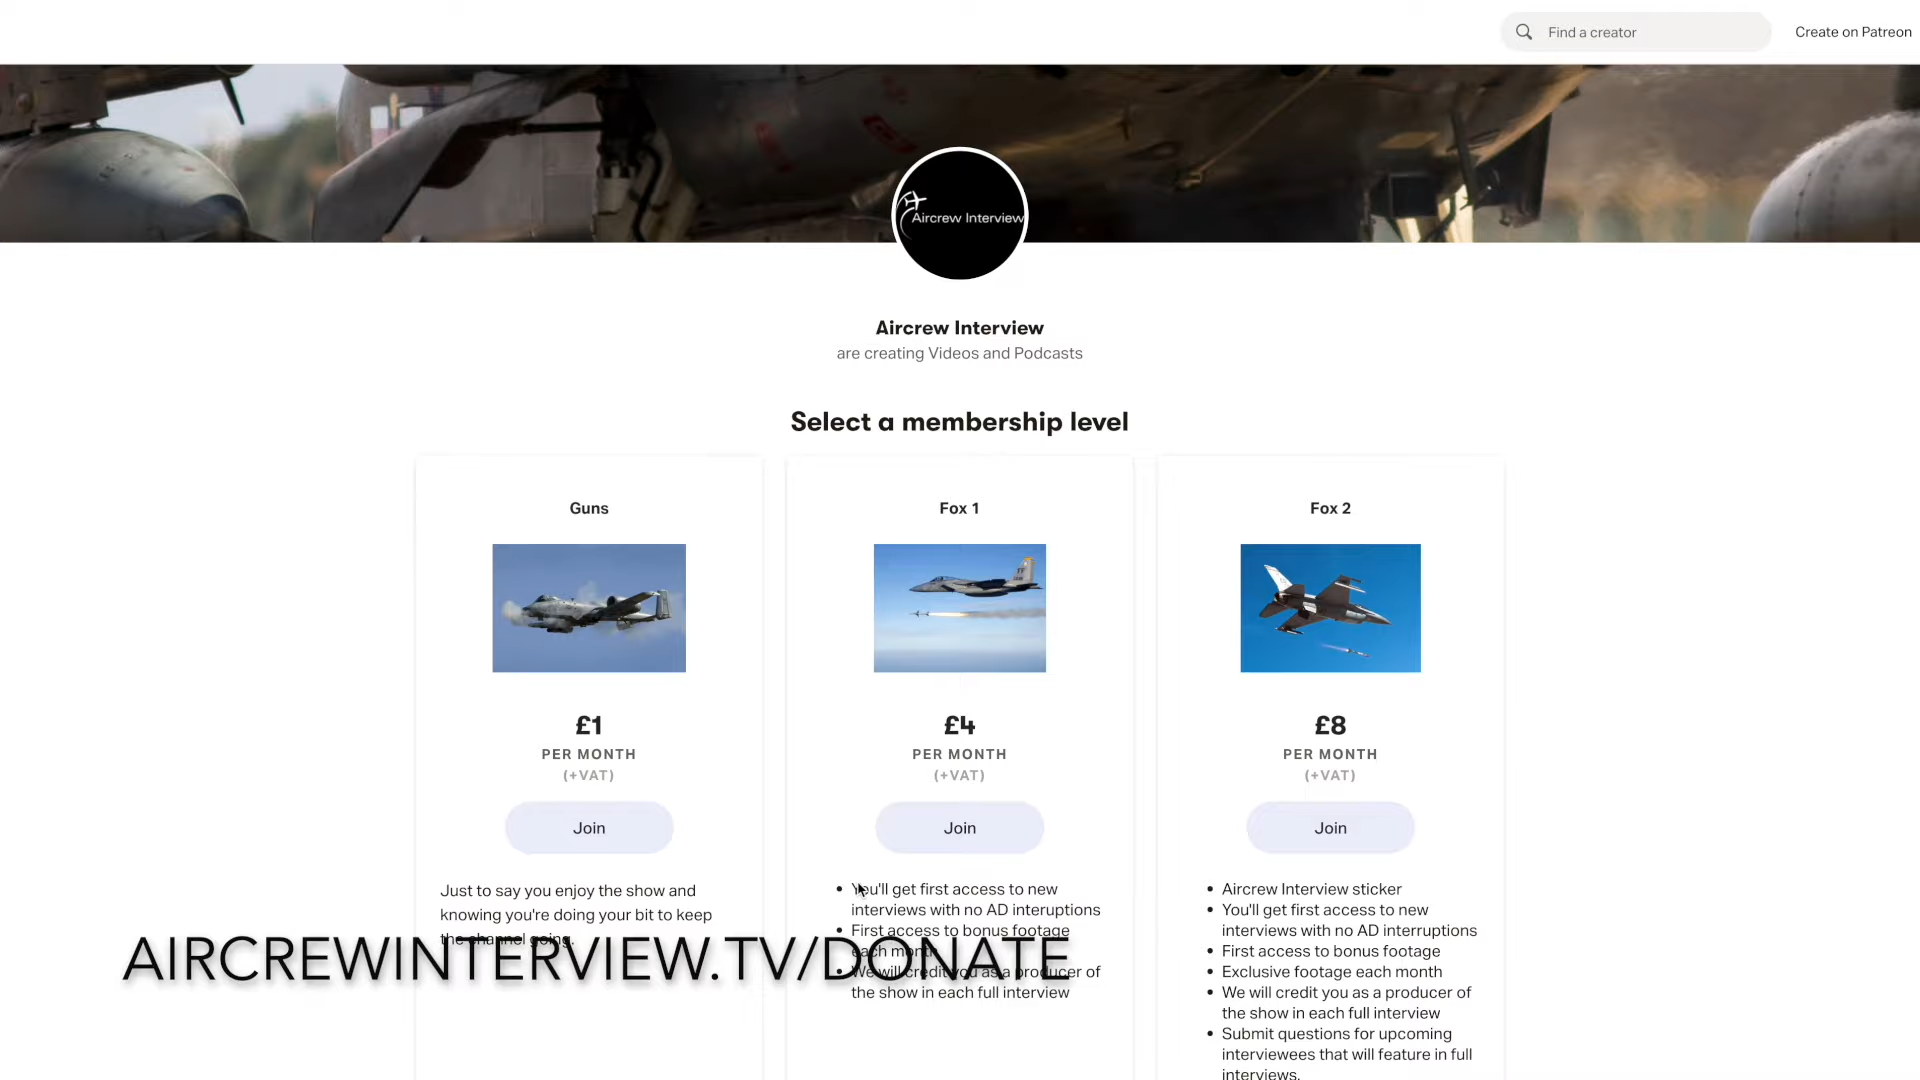 Find a creator
Create on Patreon
Aircrew Interview
Aircrew Interview
are creating Videos and Podcasts
Select a membership level
Guns
£1
PER MONTH
(+VAT)
Join
Just to say you enjoy the show and
knowing you're doing your bit to keep
the channel going.
Fox 1
£4
PER MONTH
(+VAT)
Join
You'll get first access to new
interviews with no AD interuptions
First access to bonus footage
each month
We will credit you as a producer of
the show in each full interview
Fox 2
£8
PER MONTH
(+VAT)
Join
Aircrew Interview sticker
You'll get first access to new
interviews with no AD interruptions
First access to bonus footage
Exclusive footage each month
We will credit you as a producer of
the show in each full interview
Submit questions for upcoming
interviewees that will feature in full
interviews.
AIRCREWINTERVIEW.TV/DONATE